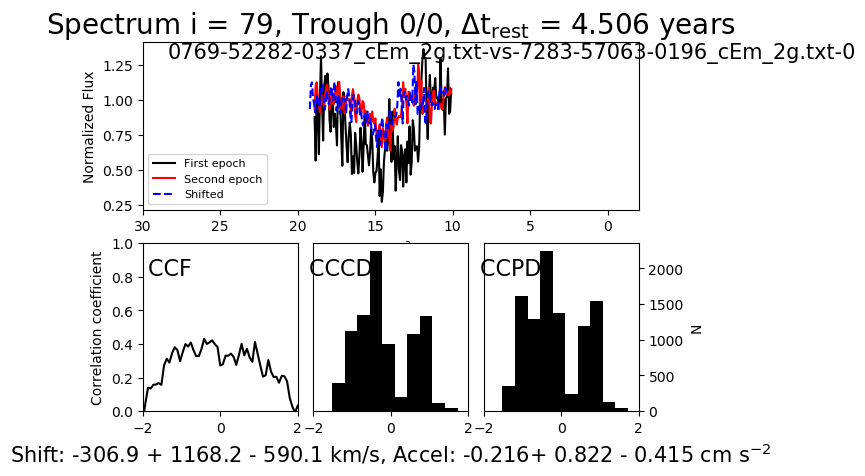 Spectrum i = 79, Trough 0/0, Δt_rest = 4.506 years
0769-52282-0337_cEm_2g.txt-vs-7283-57063-0196_cEm_2g.txt-0
Normalized Flux
1.25
1.00
0.75
0.50
0.25
First epoch
Second epoch
Shifted
30 25 20 15 10 5 0
Correlation coefficient
1.0
0.8
0.6
0.4
0.2
0.0
CCF
−2 0 2
CCCD
−2 0 2
CCPD
−2 0 2
2000
1500
1000
500
0
N
Shift: -306.9 + 1168.2 - 590.1 km/s, Accel: -0.216+ 0.822 - 0.415 cm s⁻²